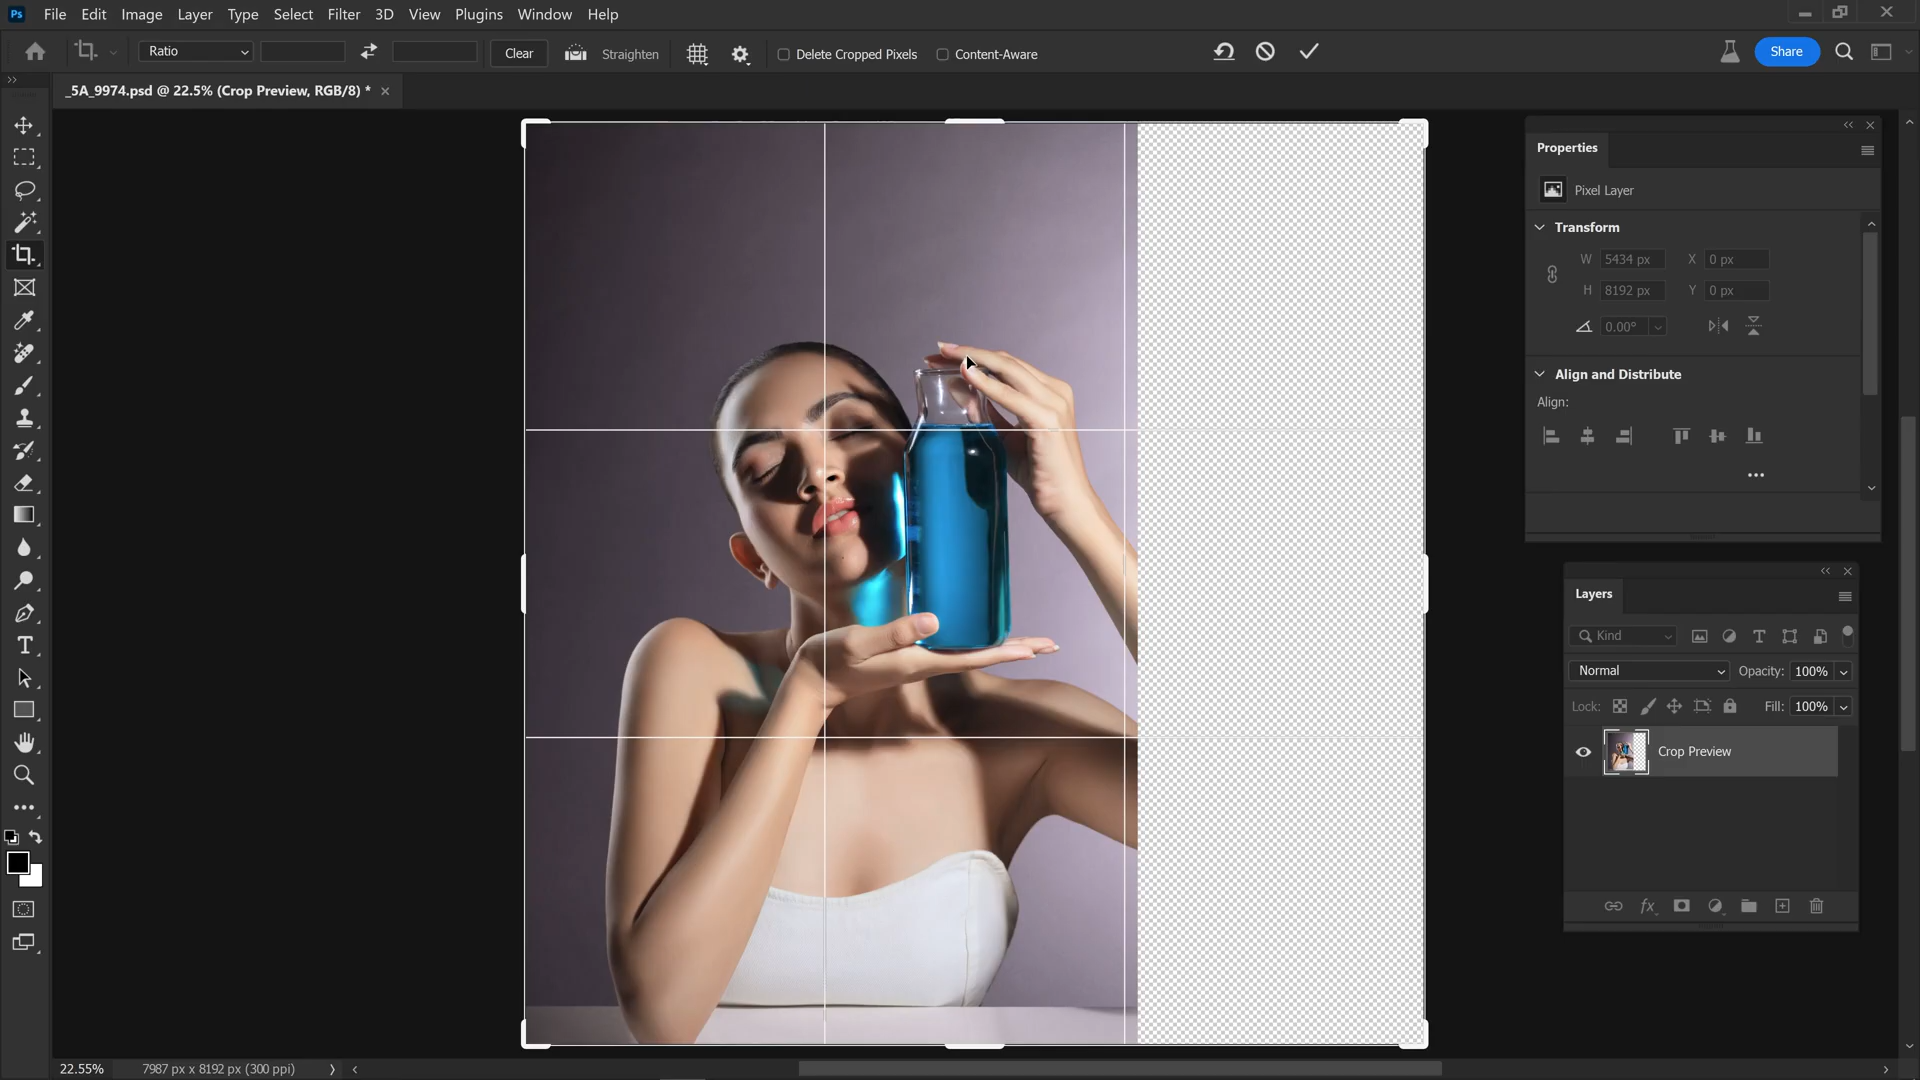 Ps File Edit Image Layer Type Select Filter 3D View Plugins Window Help
Ratio Clear Straighten Delete Cropped Pixels Content-Aware Share
_5A_9974.psd @ 22.5% (Crop Preview, RGB/8) *
Properties
Pixel Layer
Transform
W 5434 px X 0 px
H 8192 px Y 0 px
0.00°
Align and Distribute
Align:
Layers
Kind
Normal Opacity: 100%
Lock: Fill: 100%
Crop Preview
22.55% 7987 px x 8192 px (300 ppi)